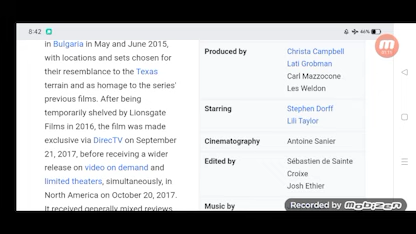 8:42
46%
in Bulgaria in May and June 2015,
with locations and sets chosen for
their resemblance to the Texas
terrain and as homage to the series'
previous films. After being
temporarily shelved by Lionsgate
Films in 2016, the film was made
exclusive via DirecTV on September
21, 2017, before receiving a wider
release on video on demand and
limited theaters, simultaneously, in
North America on October 20, 2017.
It received generally mixed reviews
Produced by Christa Campbell
Lati Grobman
Carl Mazzocone
Les Weldon
Starring Stephen Dorff
Lili Taylor
Cinematography Antoine Sanier
Edited by Sébastien de Sainte
Croixe
Josh Ethier
Music by
Recorded by mobizen